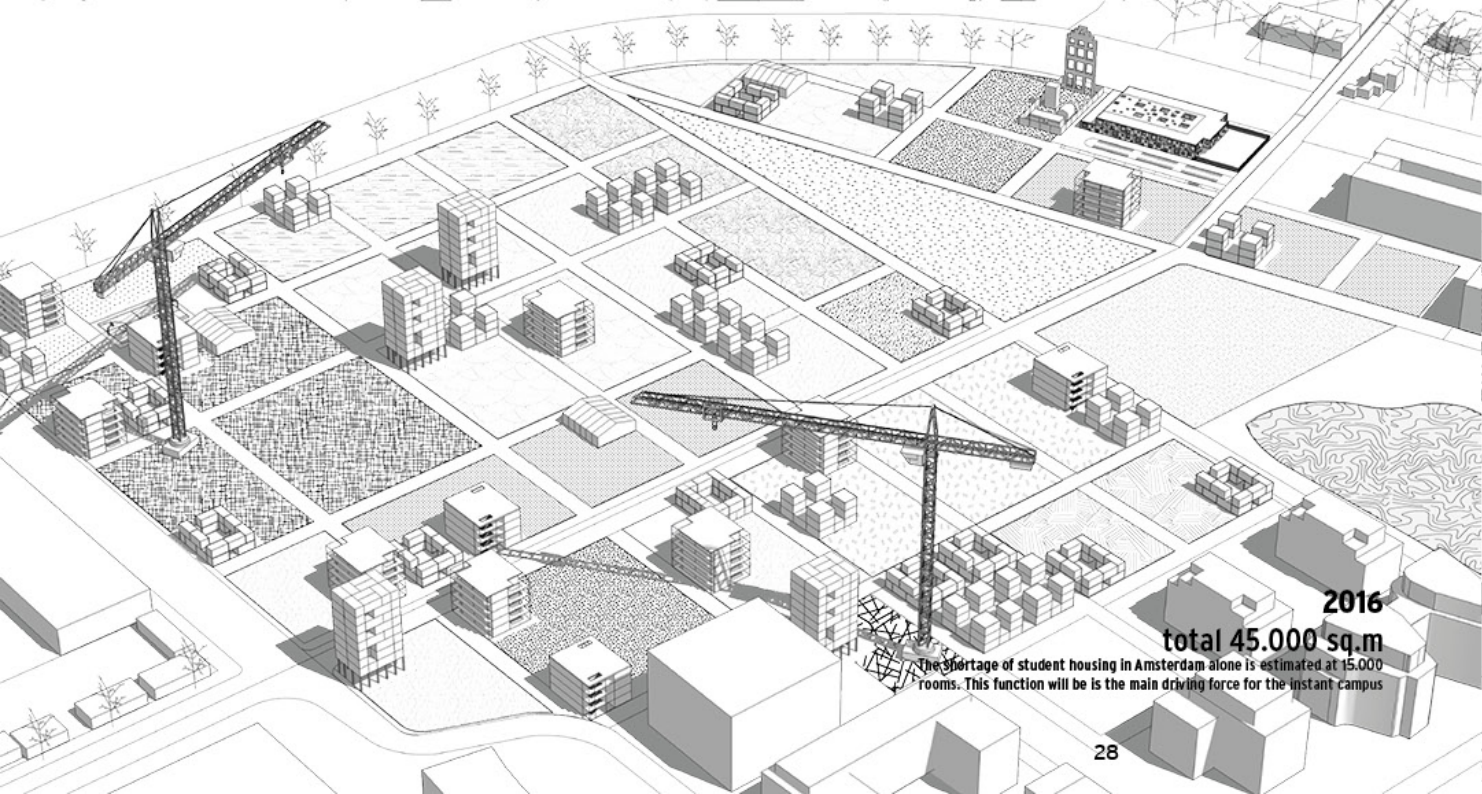 2016
total 45.000 sq.m
The shortage of student housing in Amsterdam alone is estimated at 15.000
rooms. This function will be is the main driving force for the instant campus
28